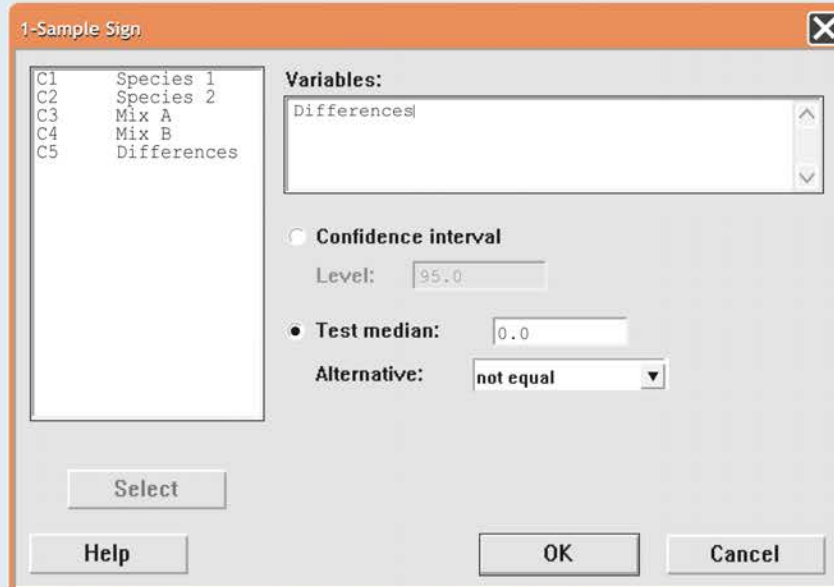 1-Sample Sign
C1 Species 1
C2 Species 2
C3 Mix A
C4 Mix B
C5 Differences
Variables:
Differences
Confidence interval
Level: 95.0
Test median: 0.0
Alternative: not equal
Select
Help OK Cancel